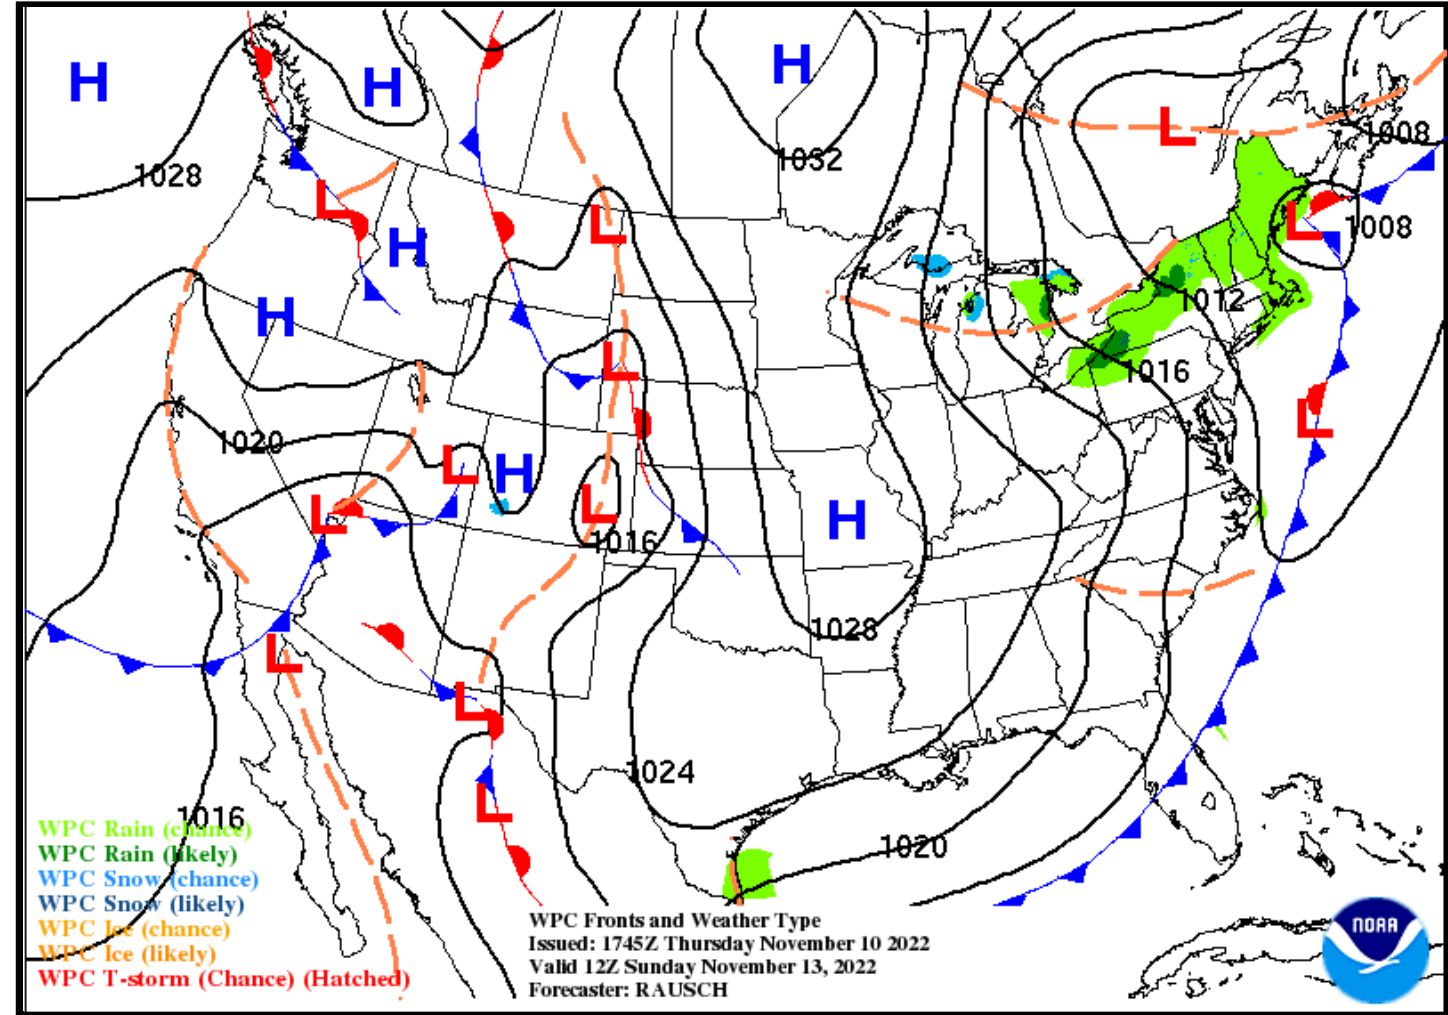 H
H
H
1032
1028
L
1008
L
H
L
L
1008
H
1012
L
1016
L
1020
L
H
L
L
H
1016
1028
L
L
1024
L
1016
1020
WPC Rain (chance)
WPC Rain (likely)
WPC Snow (chance)
WPC Snow (likely)
WPC Ice (chance)
WPC Ice (likely)
WPC T-storm (Chance) (Hatched)
WPC Fronts and Weather Type
Issued: 1745Z Thursday November 10 2022
Valid 12Z Sunday November 13, 2022
Forecaster: RAUSCH
NOAA